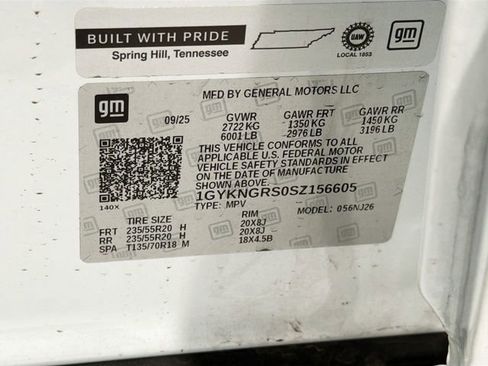 BUILT WITH PRIDE
Spring Hill, Tennessee
UAW
LOCAL 1853
gm
gm
MFD BY GENERAL MOTORS LLC
09/25 GVWR GAWR FRT GAWR RR
2722 KG 1350 KG 1450 KG
6001 LB 2976 LB 3196 LB
THIS VEHICLE CONFORMS TO ALL
APPLICABLE U.S. FEDERAL MOTOR
VEHICLE SAFETY STANDARDS IN EFFECT
ON THE DATE OF MANUFACTURE
SHOWN ABOVE.
1GYKNGRS0SZ156605
140X
TYPE: MPV MODEL: 056NJ26
TIRE SIZE RIM
FRT 235/55R20 H 20X8J
RR 235/55R20 H 20X8J
SPA T135/70R18 M 18X4.5B